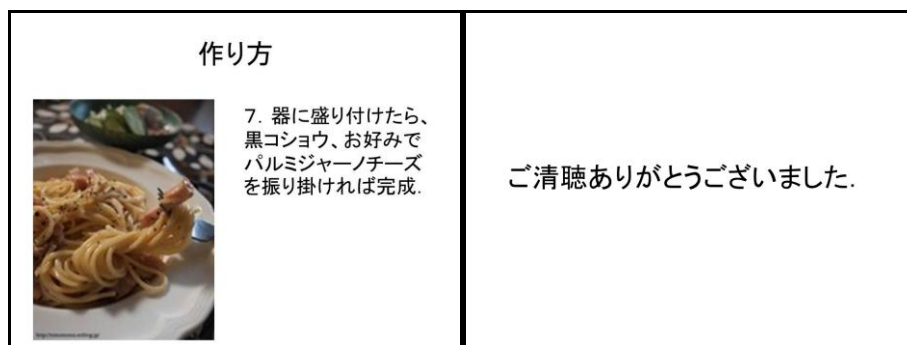 作り方
７．器に盛り付けたら、
黒コショウ、お好みで
パルミジャーノチーズ
を振り掛ければ完成.
ご清聴ありがとうございました.